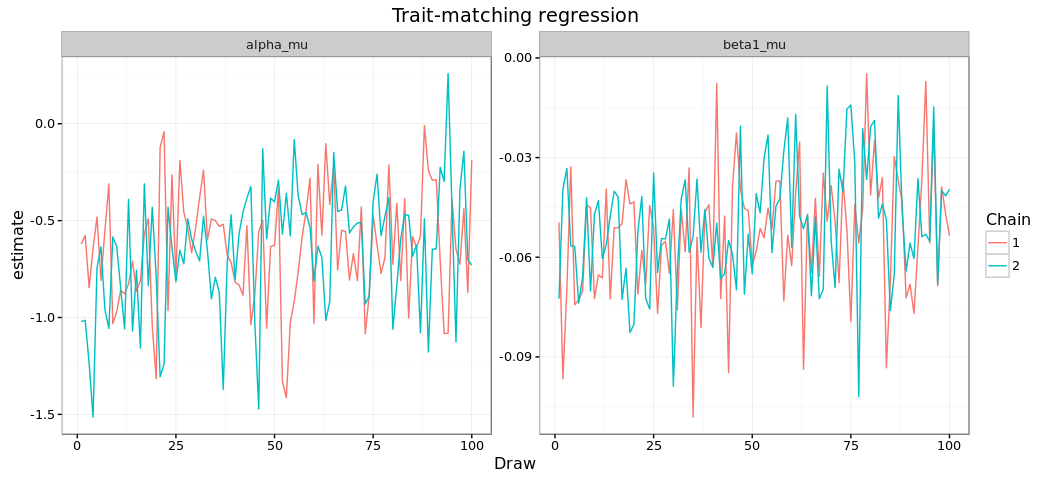 Trait-matching regression
alpha_mu
beta1_mu
estimate
0.0
-0.5
-1.0
-1.5
0.00
-0.03
-0.06
-0.09
0 25 50 75 100
0 25 50 75 100
Draw
Chain
1
2